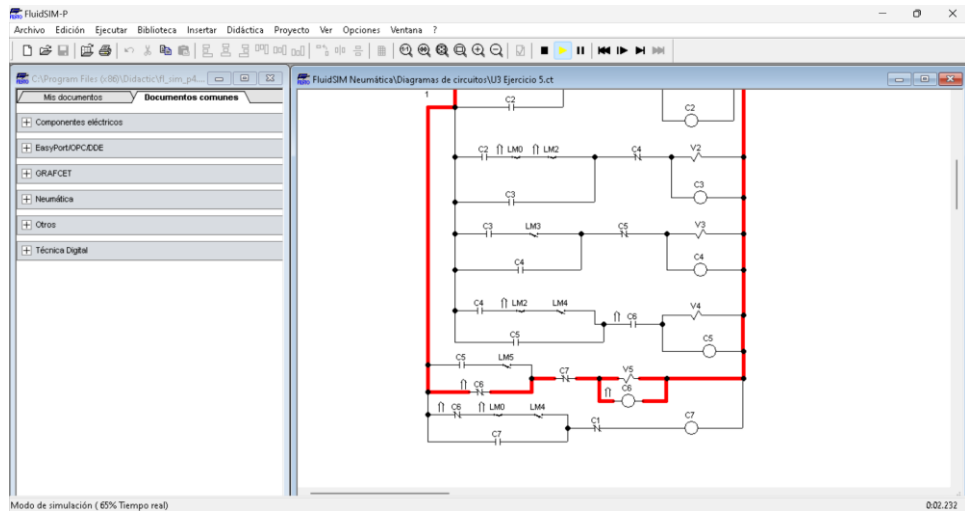 FluidSIM-P
Archivo Edición Ejecutar Biblioteca Insertar Didáctica Proyecto Ver Opciones Ventana ?
C:\Program Files (x86)\Didactic\fl_sim_p4...
FluidSIM Neumática\Diagramas de circuitos\U3 Ejercicio 5.ct
Mis documentos Documentos comunes
Componentes eléctricos
EasyPort/OPC/DDE
GRAFCET
Neumática
Otros
Técnica Digital
1
C2
C2
C2 LM0 LM2 C4 V2
C3
C3
C3 LM3 C5 V3
C4
C4
C4 LM2 LM4 C6 V4
C5
C5
C5 LM5 C7 V5
C6 C6
C6 LM0 LM4 C1 C7
C7
Modo de simulación ( 65% Tiempo real) 0:02.232